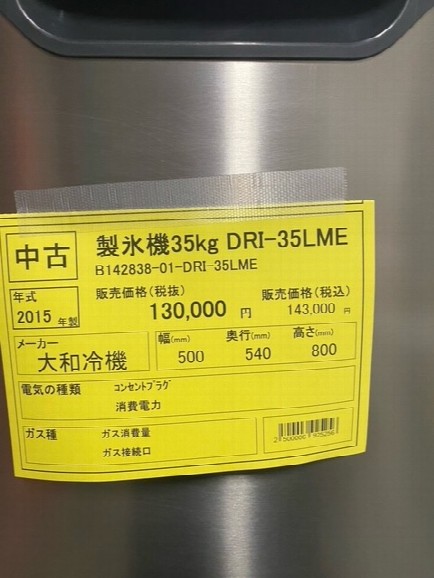 中古
製氷機35kg DRI-35LME
B142838-01-DRI-35LME
年式
2015 年製
販売価格(税抜)
130,000 円
販売価格(税込)
143,000 円
メーカー
大和冷機
幅(mm) 奥行(mm) 高さ(mm)
500 540 800
電気の種類 コンセントプラグ
消費電力
ガス種 ガス消費量
ガス接続口